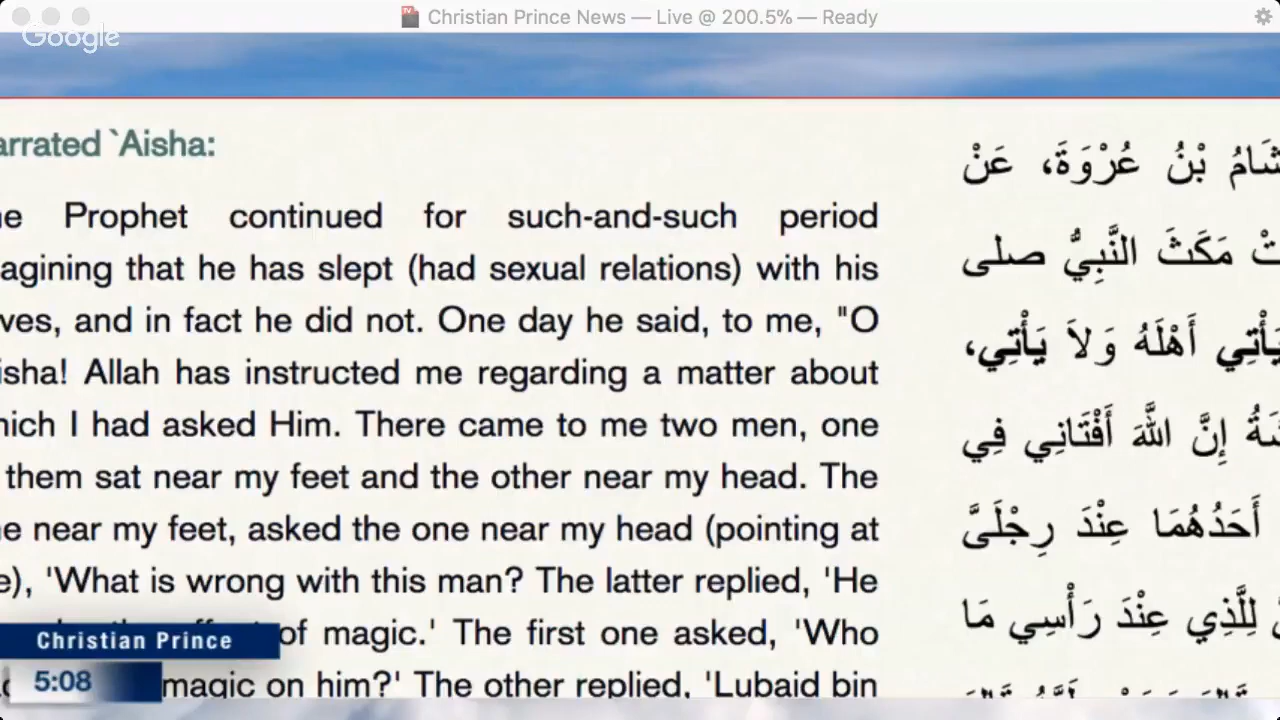 Christian Prince News — Live @ 200.5% — Ready
Google
arrated `Aisha:
he Prophet continued for such-and-such period
agining that he has slept (had sexual relations) with his
ves, and in fact he did not. One day he said, to me, "O
isha! Allah has instructed me regarding a matter about
hich I had asked Him. There came to me two men, one
them sat near my feet and the other near my head. The
ne near my feet, asked the one near my head (pointing at
e), 'What is wrong with this man? The latter replied, 'He
of magic.' The first one asked, 'Who
magic on him?' The other replied, 'Lubaid bin
شَامُ بْنُ عُرْوَةَ، عَنْ
تْ مَكَثَ النَّبِيُّ صلى
يَأْتِي أَهْلَهُ وَلاَ يَأْتِي،
شَةُ إِنَّ اللَّهَ أَفْتَانِي فِي
أَحَدُهُمَا عِنْدَ رِجْلَىَّ
لِلَّذِي عِنْدَ رَأْسِي مَا
Christian Prince
5:08